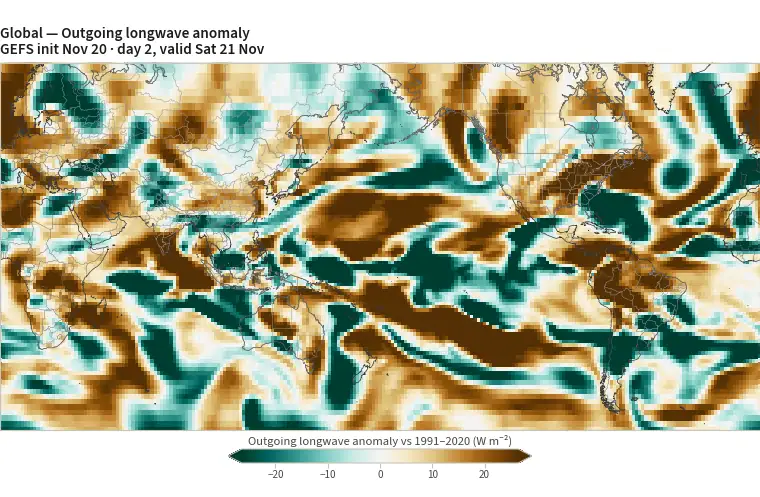 Global — Outgoing longwave anomaly
GEFS init Nov 20 · day 2, valid Sat 21 Nov
Outgoing longwave anomaly vs 1991–2020 (W m⁻²)
−20 −10 0 10 20